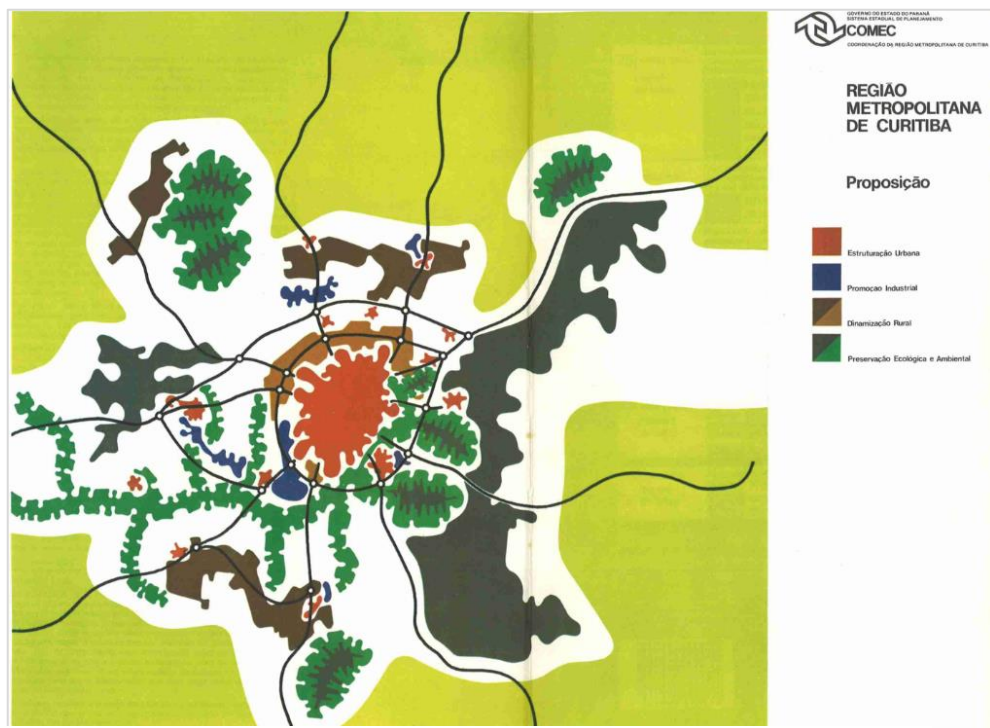 GOVERNO DO ESTADO DO PARANÁ
SISTEMA ESTADUAL DE PLANEJAMENTO
COMEC
COORDENAÇÃO DA REGIÃO METROPOLITANA DE CURITIBA
REGIÃO
METROPOLITANA
DE CURITIBA
Proposição
Estruturação Urbana
Promoçao Industrial
Dinamização Rural
Preservação Ecológica e Ambiental